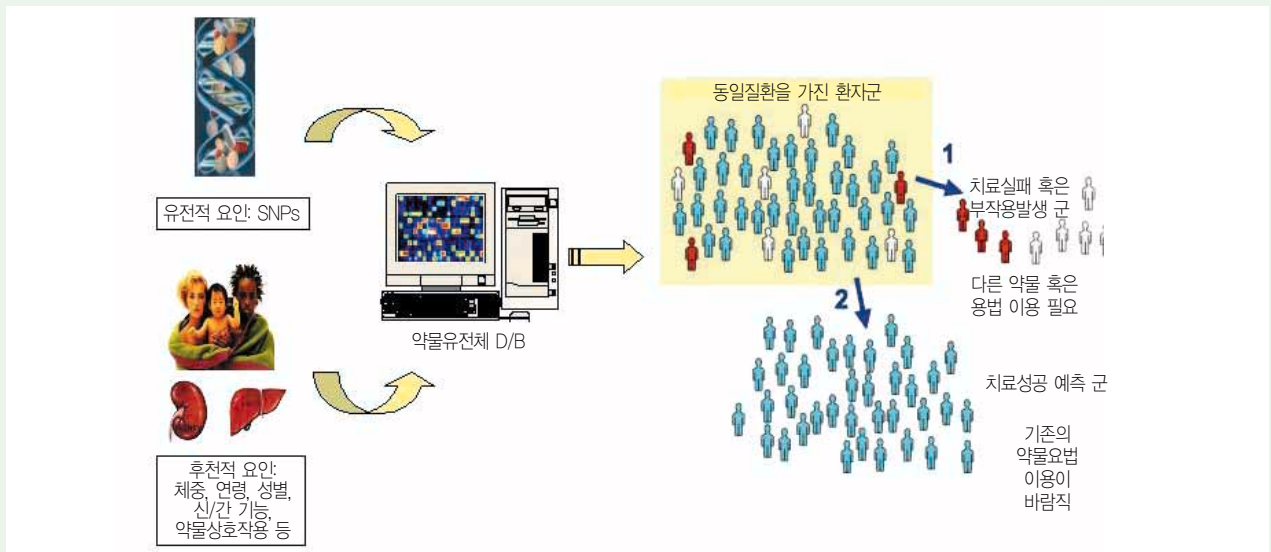 유전적 요인: SNPs
후천적 요인:
체중, 연령, 성별,
신/간 기능,
약물상호작용 등
약물유전체 D/B
동일질환을 가진 환자군
1
치료실패 혹은
부작용발생 군
다른 약물 혹은
용법 이용 필요
2
치료성공 예측 군
기존의
약물요법
이용이
바람직